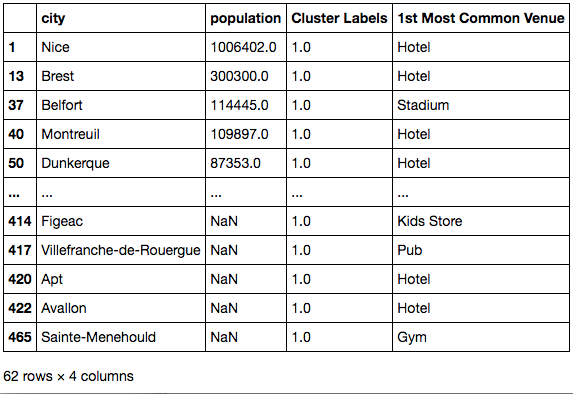 city population Cluster Labels 1st Most Common Venue
1 Nice 1006402.0 1.0 Hotel
13 Brest 300300.0 1.0 Hotel
37 Belfort 114445.0 1.0 Stadium
40 Montreuil 109897.0 1.0 Hotel
50 Dunkerque 87353.0 1.0 Hotel
... ... ... ... ...
414 Figeac NaN 1.0 Kids Store
417 Villefranche-de-Rouergue NaN 1.0 Pub
420 Apt NaN 1.0 Hotel
422 Avallon NaN 1.0 Hotel
465 Sainte-Menehould NaN 1.0 Gym
62 rows × 4 columns